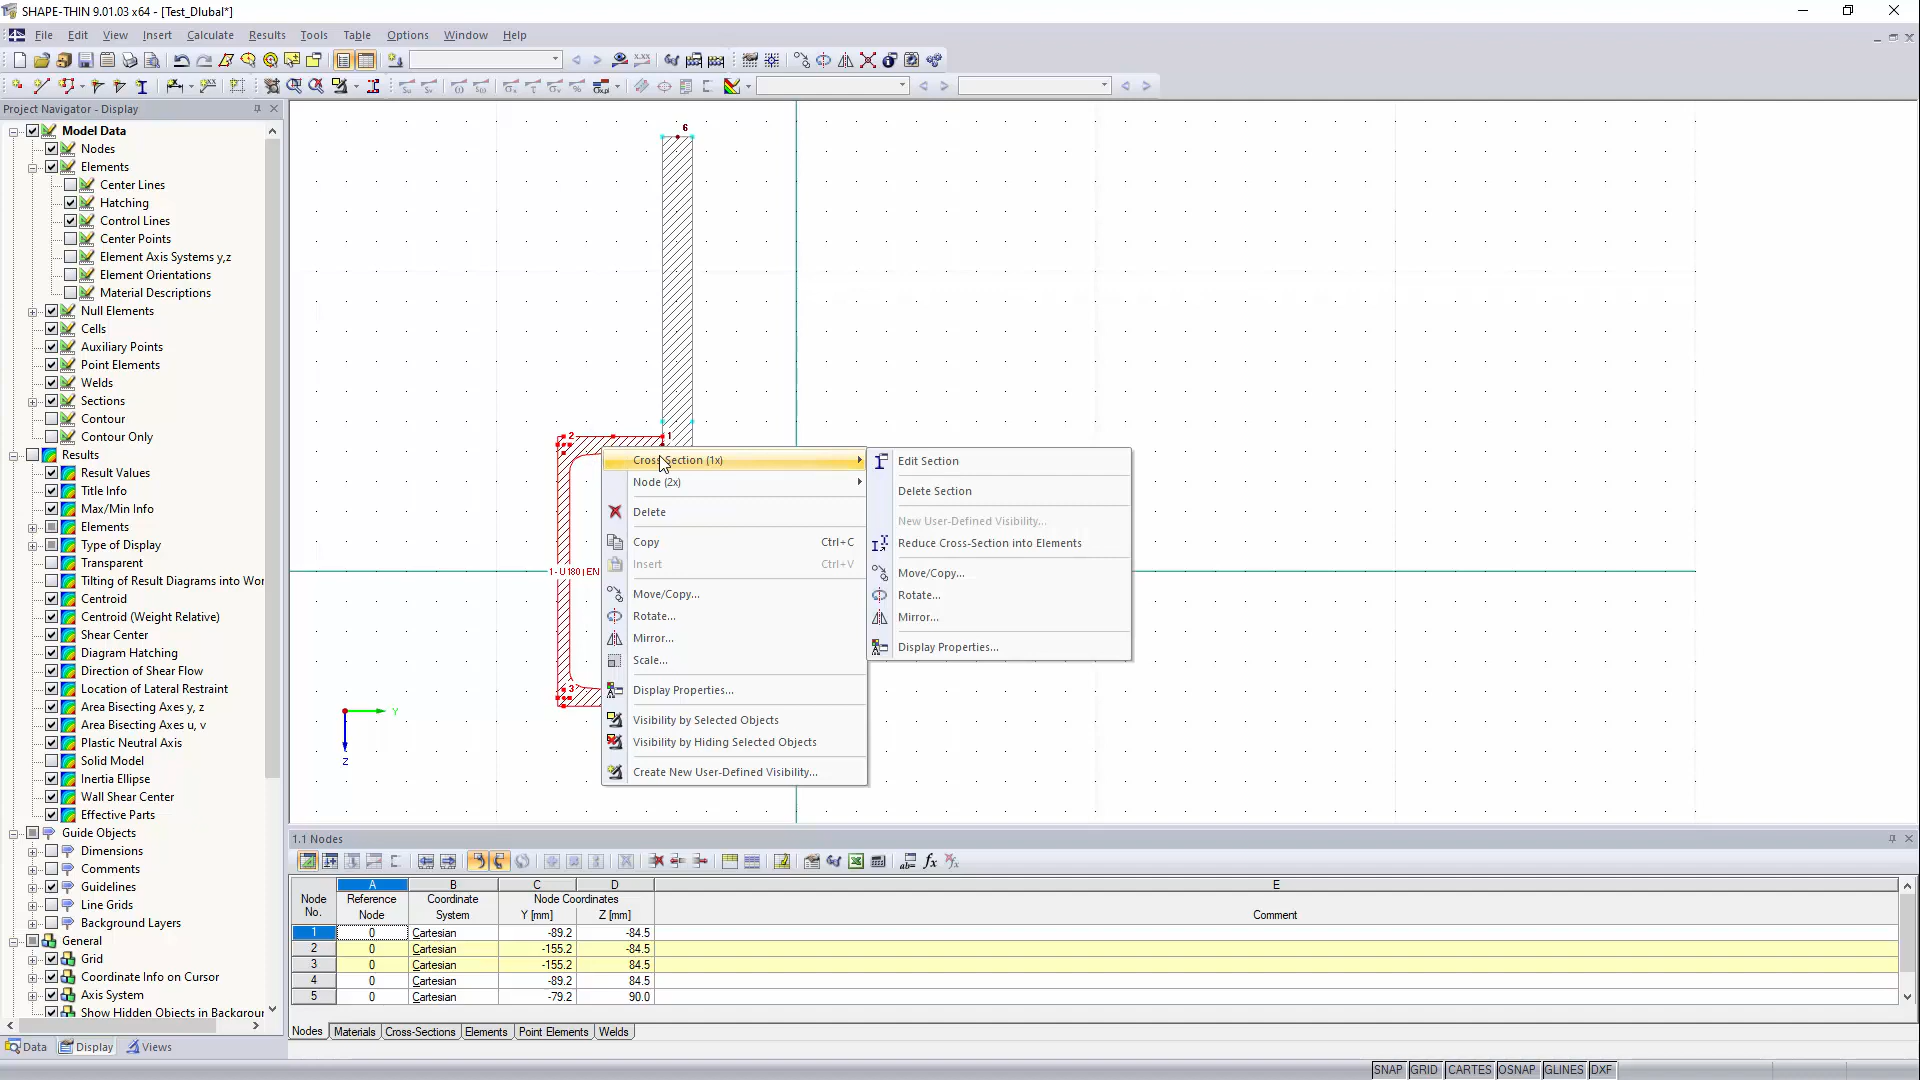 SHAPE-THIN 9.01.03 x64 - [Test_Dlubal*]
File Edit View Insert Calculate Results Tools Options Table Window Help
Project Navigator - Display
Model Data
Nodes
Elements
Center Lines
Hatching
Control Lines
Center Points
Element Axis Systems y,z
Element Orientations
Material Descriptions
Null Elements
Cells
Auxiliary Points
Point Elements
Welds
Sections
Contour
Contour Only
Results
Result Values
Title Info
Max/Min Info
Elements
Type of Display
Transparent
Tilting of Result Diagrams into Wor
Centroid
Centroid (Weight Relative)
Shear Center
Diagram Hatching
Direction of Shear Flow
Location of Lateral Restraint
Area Bisecting Axes y, z
Area Bisecting Axes u, v
Plastic Neutral Axis
Solid Model
Inertia Ellipse
Wall Shear Center
Effective Parts
Guide Objects
Dimensions
Comments
Guidelines
Line Grids
Background Layers
General
Grid
Coordinate Info on Cursor
Axis System
Show Hidden Objects in Backgrour
Data Display Views
6
2
1
1 - U 180 | EN
3
Y
Z
Cross-Section (1x)
Node (2x)
Delete
Copy Ctrl+C
Insert Ctrl+V
Move/Copy...
Rotate...
Mirror...
Scale...
Display Properties...
Visibility by Selected Objects
Visibility by Hiding Selected Objects
Create New User-Defined Visibility...
Edit Section
Delete Section
New User-Defined Visibility...
Reduce Cross-Section into Elements
Move/Copy...
Rotate...
Mirror...
Display Properties...
1.1 Nodes
A B C D E
Node No. Reference Node Coordinate System Node Coordinates Y [mm] Z [mm] Comment
1 0 Cartesian -89.2 -84.5
2 0 Cartesian -155.2 -84.5
3 0 Cartesian -155.2 84.5
4 0 Cartesian -89.2 84.5
5 0 Cartesian -79.2 90.0
Nodes Materials Cross-Sections Elements Point Elements Welds
SNAP GRID CARTES OSNAP GLINES DXF